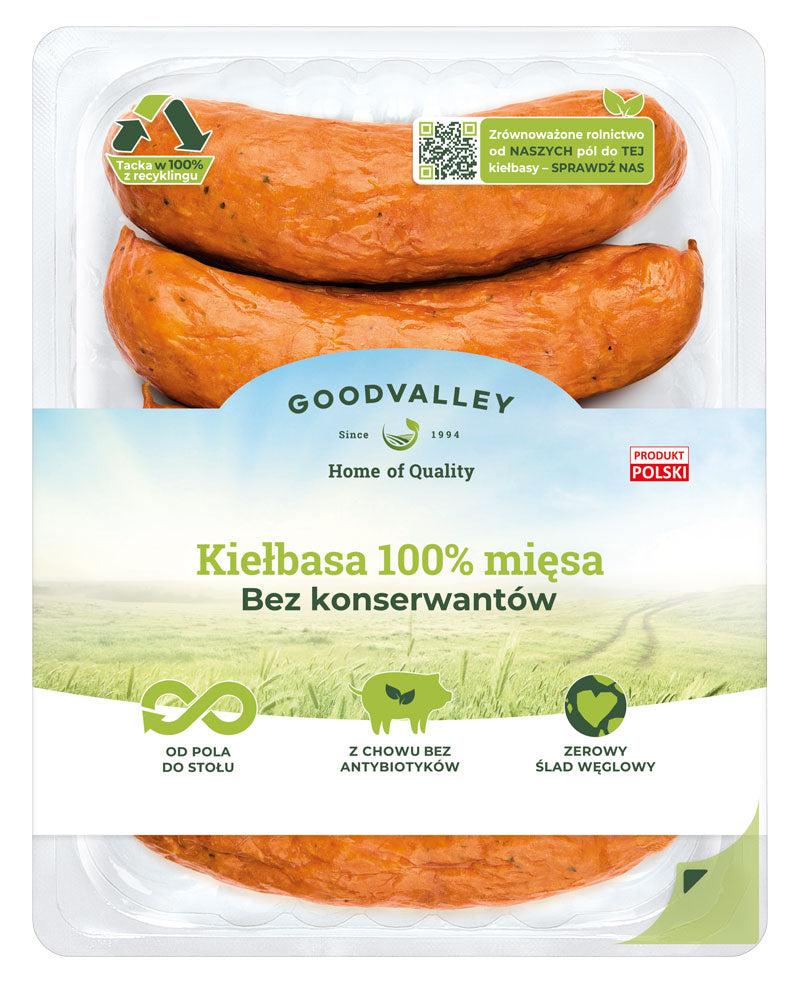 Tacka w 100%
z recyklingu
Zrównoważone rolnictwo
od NASZYCH pól do TEJ
kiełbasy – SPRAWDŹ NAS
GOODVALLEY
Since 1994
Home of Quality
PRODUKT
POLSKI
Kiełbasa 100% mięsa
Bez konserwantów
OD POLA
DO STOŁU
Z CHOWU BEZ
ANTYBIOTYKÓW
ZEROWY
ŚLAD WĘGLOWY